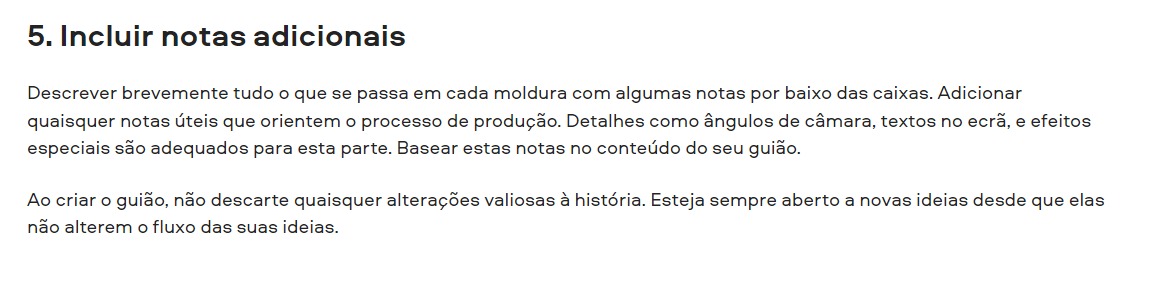 5. Incluir notas adicionais
Descrever brevemente tudo o que se passa em cada moldura com algumas notas por baixo das caixas. Adicionar
quaisquer notas úteis que orientem o processo de produção. Detalhes como ângulos de câmara, textos no ecrã, e efeitos
especiais são adequados para esta parte. Basear estas notas no conteúdo do seu guião.
Ao criar o guião, não descarte quaisquer alterações valiosas à história. Esteja sempre aberto a novas ideias desde que elas
não alterem o fluxo das suas ideias.